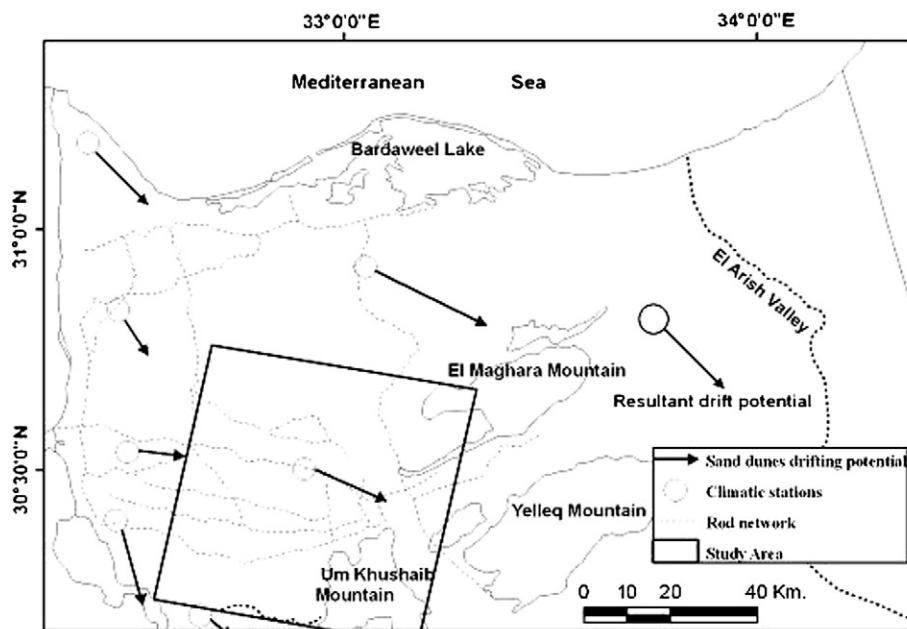 33°0'0"E
34°0'0"E
Mediterranean Sea
Bardaweel Lake
31°0'0"N
El Arish Valley
El Maghara Mountain
Resultant drift potential
30°30'0"N
Sand dunes drifting potential
Climatic stations
Rod network
Study Area
Yelleq Mountain
Um Khushaib
Mountain
0 10 20 40 Km.